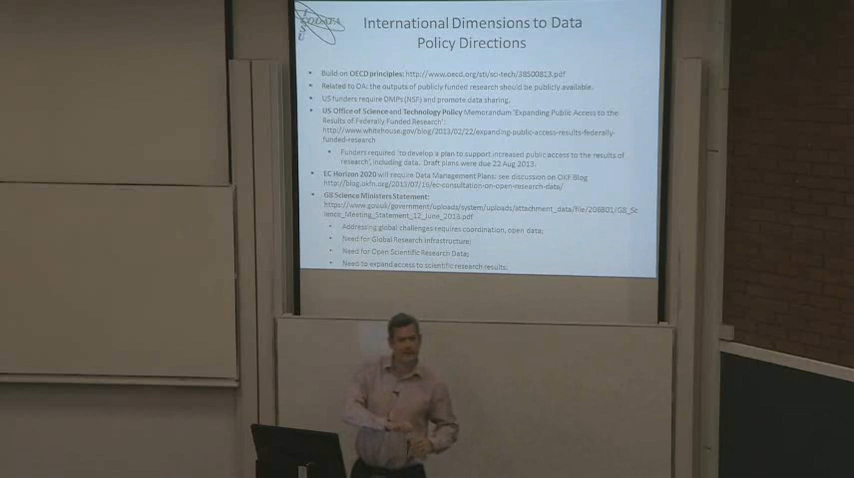 CODATA
International Dimensions to Data
Policy Directions
Build on OECD principles; http://www.oecd.org/sti/sci-tech/38500813.pdf
Related to OA: the outputs of publicly funded research should be publicly available.
US funders require DMPs (NSF) and promote data sharing.
US Office of Science and Technology Policy Memorandum 'Expanding Public Access to the
Results of Federally Funded Research':
http://www.whitehouse.gov/blog/2013/02/22/expanding-public-access-results-federally-
funded-research
Funders required 'to develop a plan to support increased public access to the results of
research', including data. Draft plans were due 22 Aug 2013.
EC Horizon 2020 will require Data Management Plans: see discussion on OKF Blog
http://blog.okfn.org/2013/07/16/ec-consultation-on-open-research-data/
G8 Science Ministers Statement:
https://www.gov.uk/government/uploads/system/uploads/attachment_data/file/206801/G8_Sc
ience_Meeting_Statement_12_June_2013.pdf
Addressing global challenges requires coordination, open data;
Need for Global Research Infrastructure;
Need for Open Scientific Research Data;
Need to expand access to scientific research results;